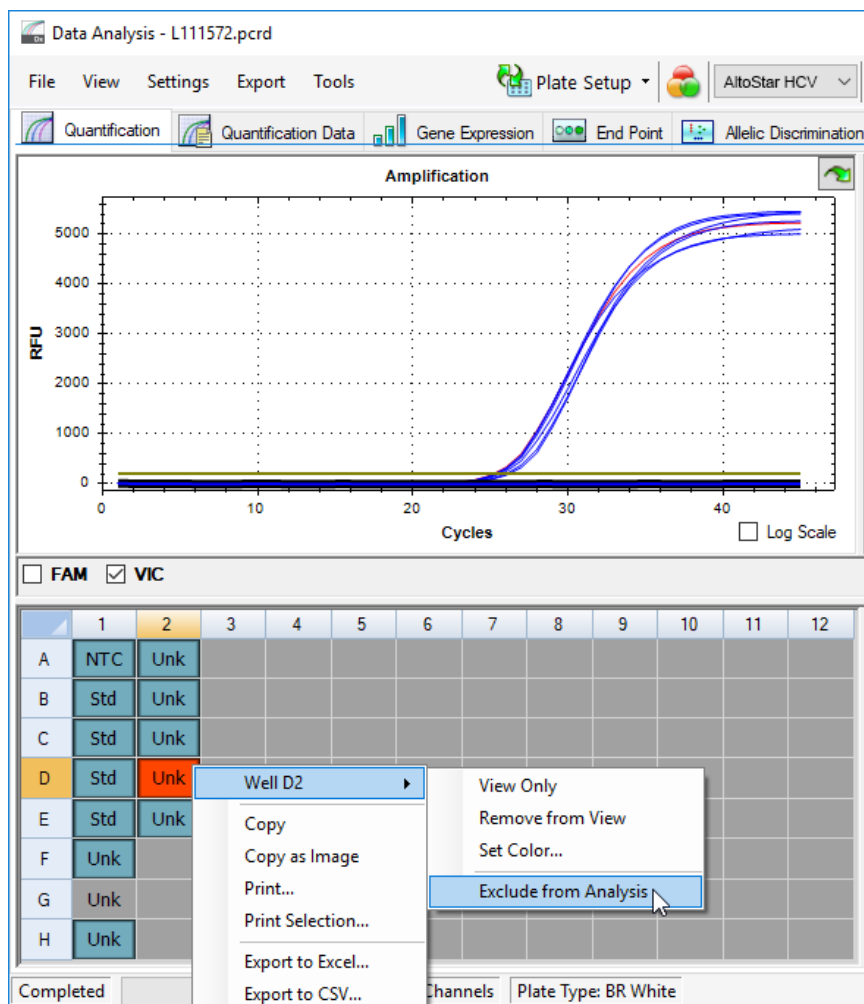 Data Analysis - L111572.pcrd
File View Settings Export Tools Plate Setup AltoStar HCV
Quantification Quantification Data Gene Expression End Point Allelic Discrimination
Amplification
5000
4000
3000
2000
1000
0
RFU
0 10 20 30 40
Cycles
Log Scale
FAM VIC
1 2 3 4 5 6 7 8 9 10 11 12
A NTC Unk
B Std Unk
C Std Unk
D Std Unk
E Std Unk
F Unk
G Unk
H Unk
Well D2
Copy
Copy as Image
Print...
Print Selection...
Export to Excel...
Export to CSV...
View Only
Remove from View
Set Color...
Exclude from Analysis
Completed Channels Plate Type: BR White